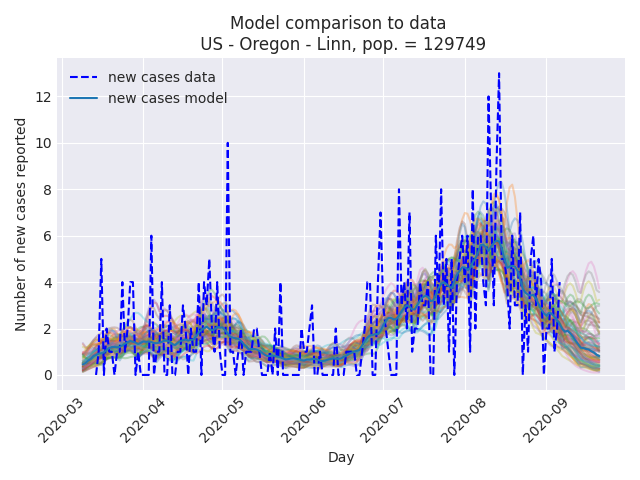 Model comparison to data
US - Oregon - Linn, pop. = 129749
new cases data
new cases model
Number of new cases reported
12
10
8
6
4
2
0
2020-03
2020-04
2020-05
2020-06
2020-07
2020-08
2020-09
Day